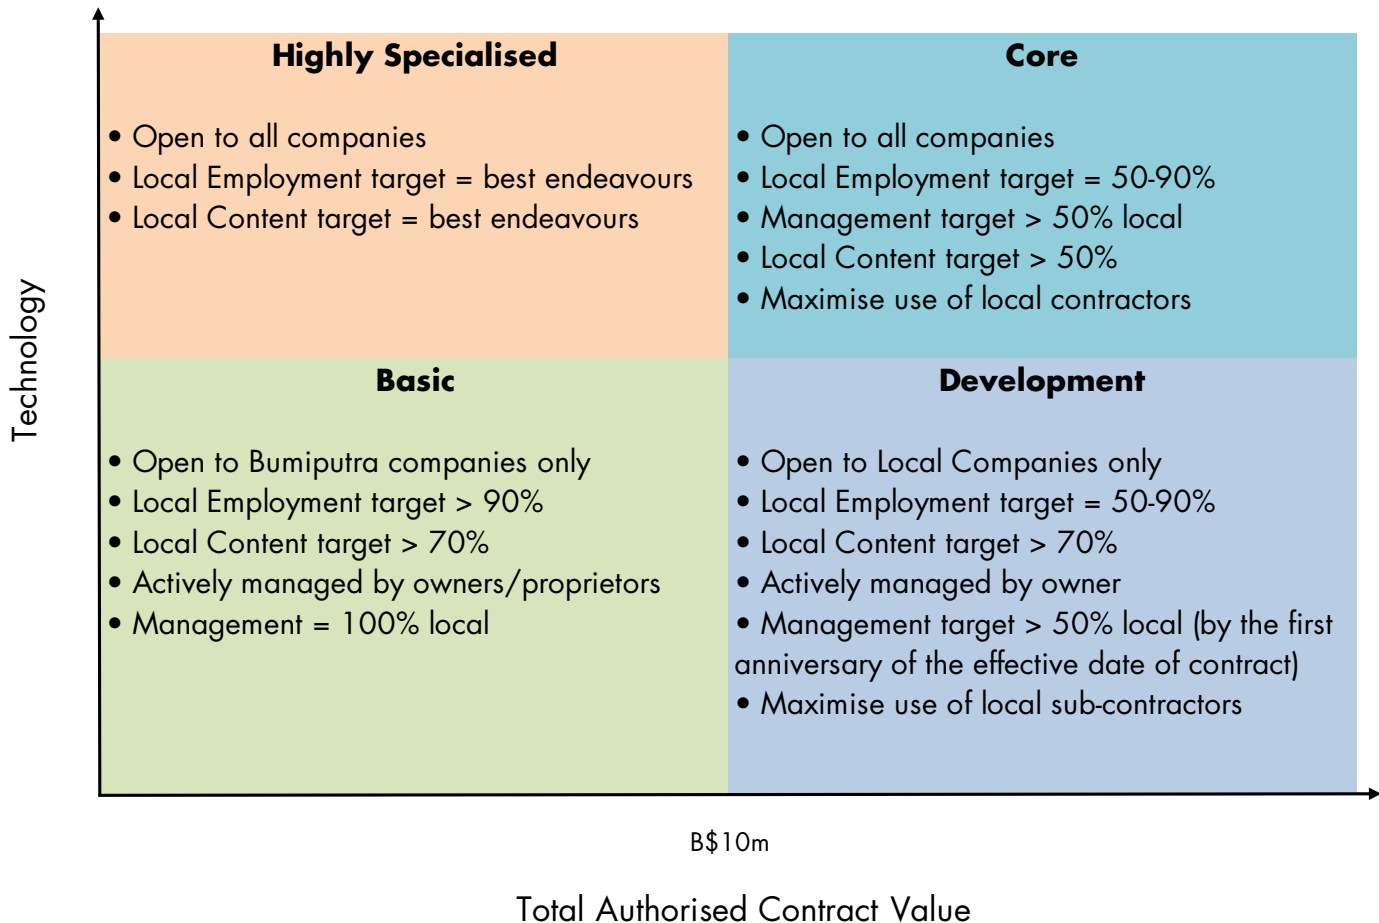 Technology
Highly Specialised
• Open to all companies
• Local Employment target = best endeavours
• Local Content target = best endeavours
Core
• Open to all companies
• Local Employment target = 50-90%
• Management target > 50% local
• Local Content target > 50%
• Maximise use of local contractors
Basic
• Open to Bumiputra companies only
• Local Employment target > 90%
• Local Content target > 70%
• Actively managed by owners/proprietors
• Management = 100% local
Development
• Open to Local Companies only
• Local Employment target = 50-90%
• Local Content target > 70%
• Actively managed by owner
• Management target > 50% local (by the first
anniversary of the effective date of contract)
• Maximise use of local sub-contractors
B$10m
Total Authorised Contract Value